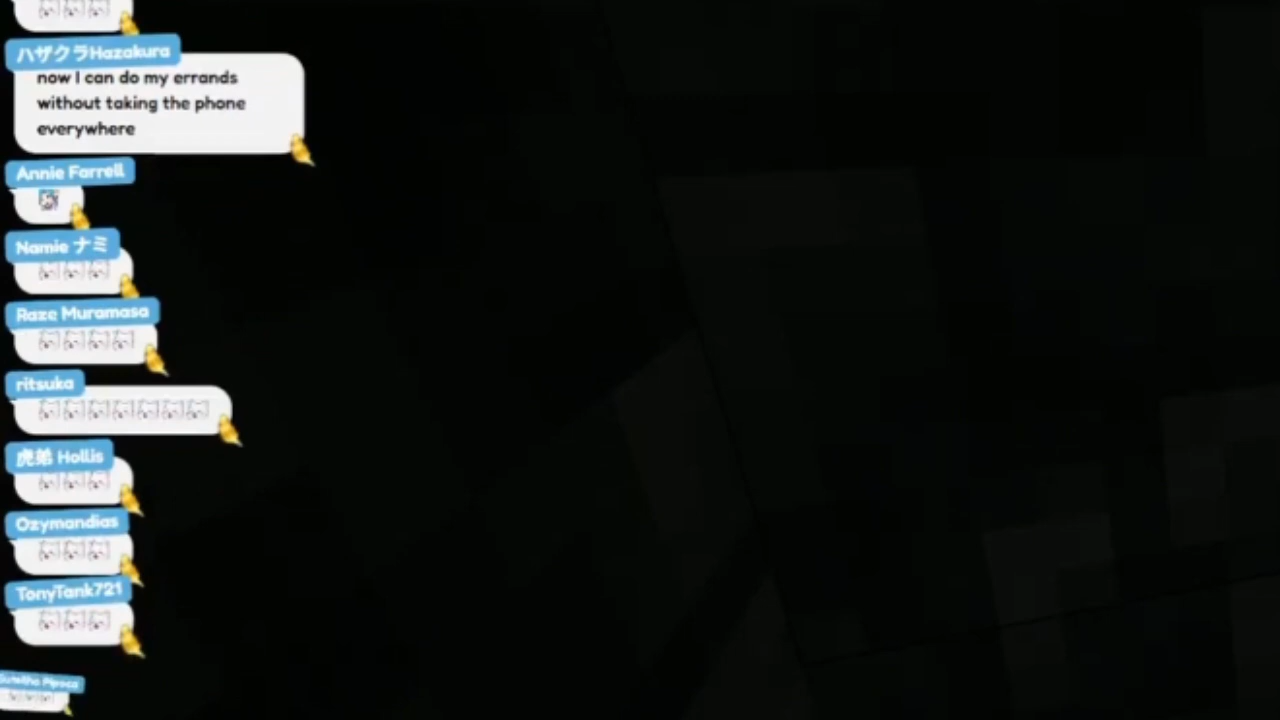 ハザクラHazakura
now I can do my errands
without taking the phone
everywhere
Annie Farrell
Namie ナミ
Raze Muramasa
ritsuka
虎弟 Hollis
Ozymandias
TonyTank721